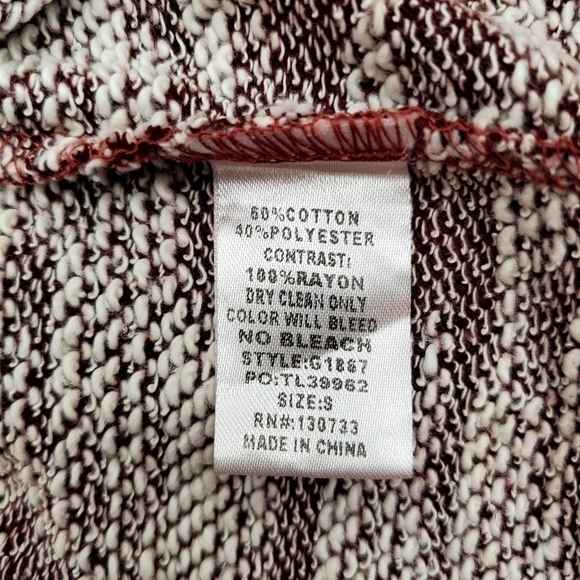 60%COTTON
40%POLYESTER
CONTRAST:
100%RAYON
DRY CLEAN ONLY
COLOR WILL BLEED
NO BLEACH
STYLE:G1867
PO:TL39962
SIZE:S
RN#:130733
MADE IN CHINA